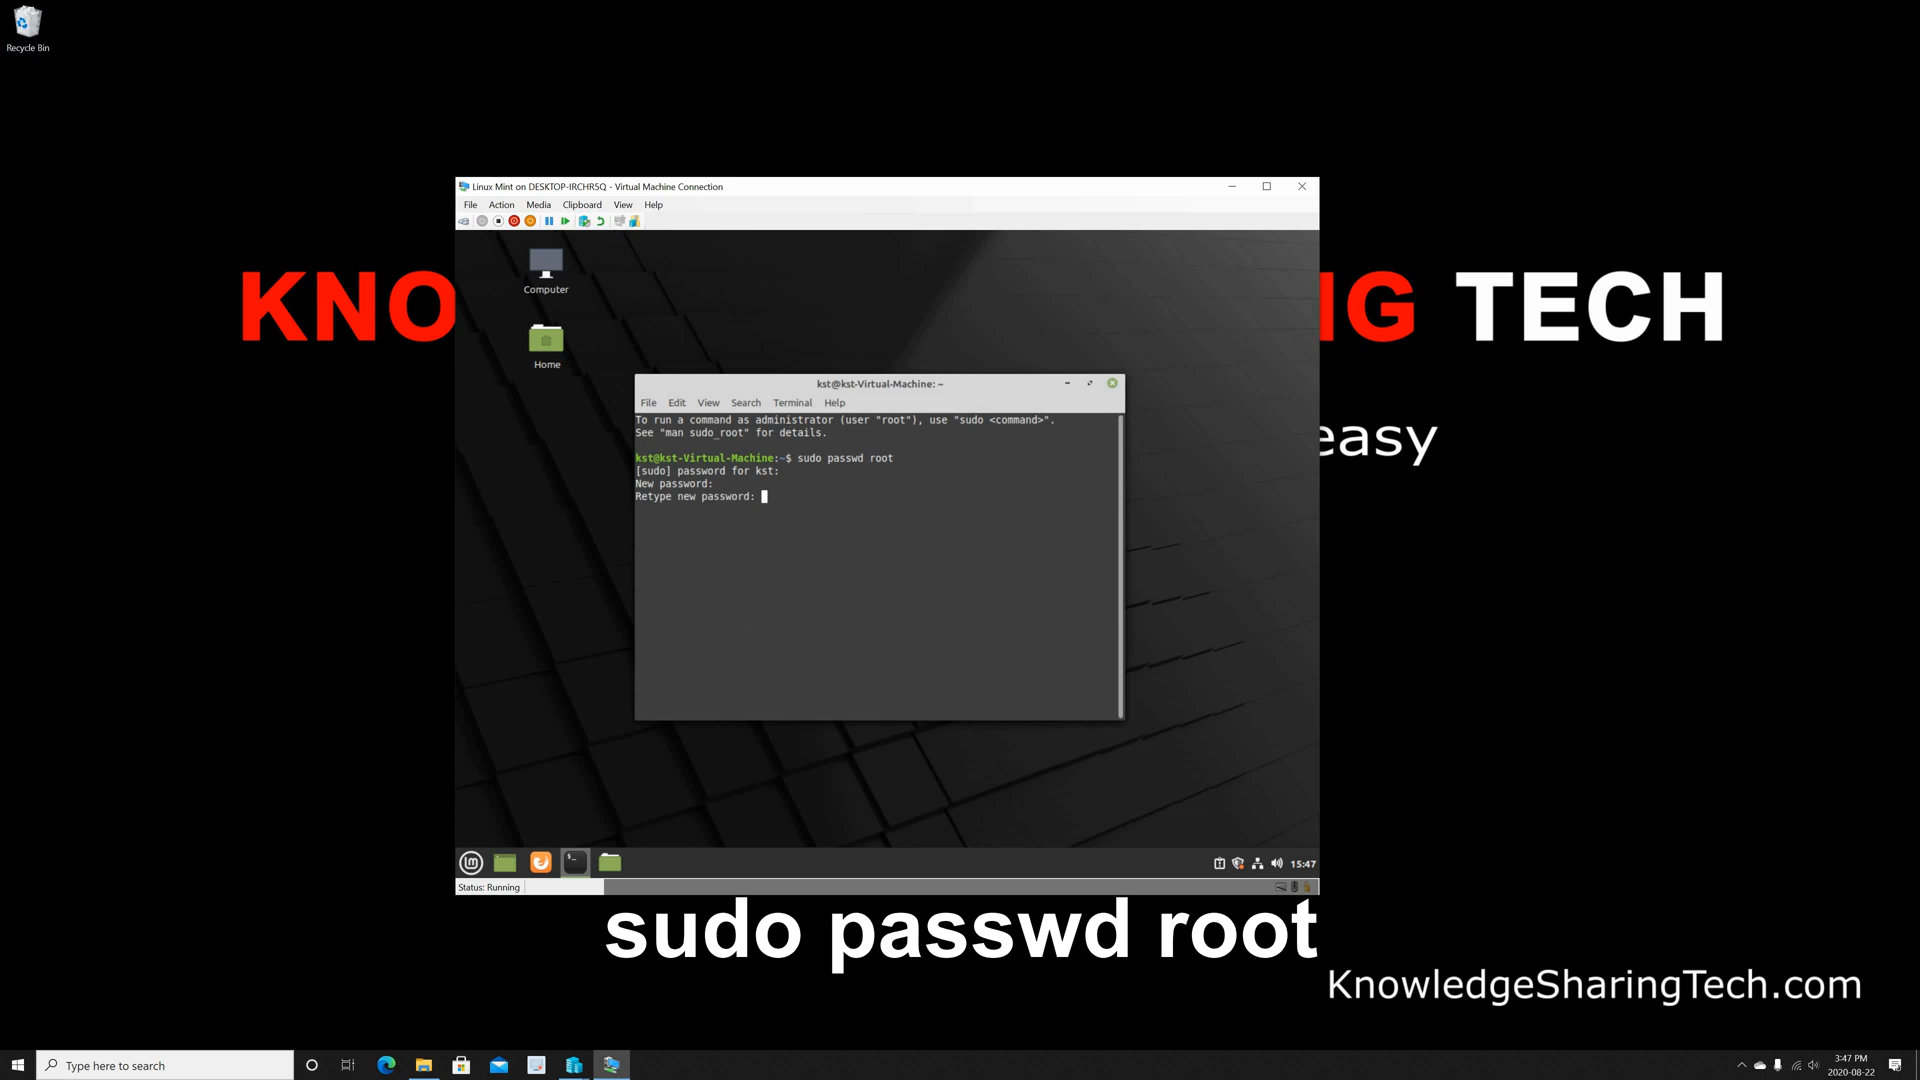 Recycle Bin
Linux Mint on DESKTOP-IRCHR5Q - Virtual Machine Connection
File Action Media Clipboard View Help
Computer
Home
KNO
NG TECH
easy
kst@kst-Virtual-Machine: ~
File Edit View Search Terminal Help
To run a command as administrator (user "root"), use "sudo <command>".
See "man sudo_root" for details.
kst@kst-Virtual-Machine:~$ sudo passwd root
[sudo] password for kst:
New password:
Retype new password:
15:47
Status: Running
sudo passwd root
KnowledgeSharingTech.com
Type here to search
3:47 PM
2020-08-22